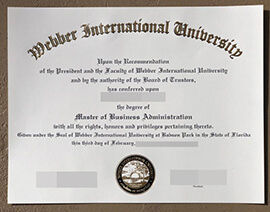 Webber International University
Upon the Recommendation
of the President and the Faculty of Webber International University
and by the authority of the Board of Trustees,
has conferred upon
the degree of
Master of Business Administration
with all the rights, honors and privileges pertaining thereto.
Given under the Seal of Webber International University at Babson Park in the State of Florida
this third day of February,